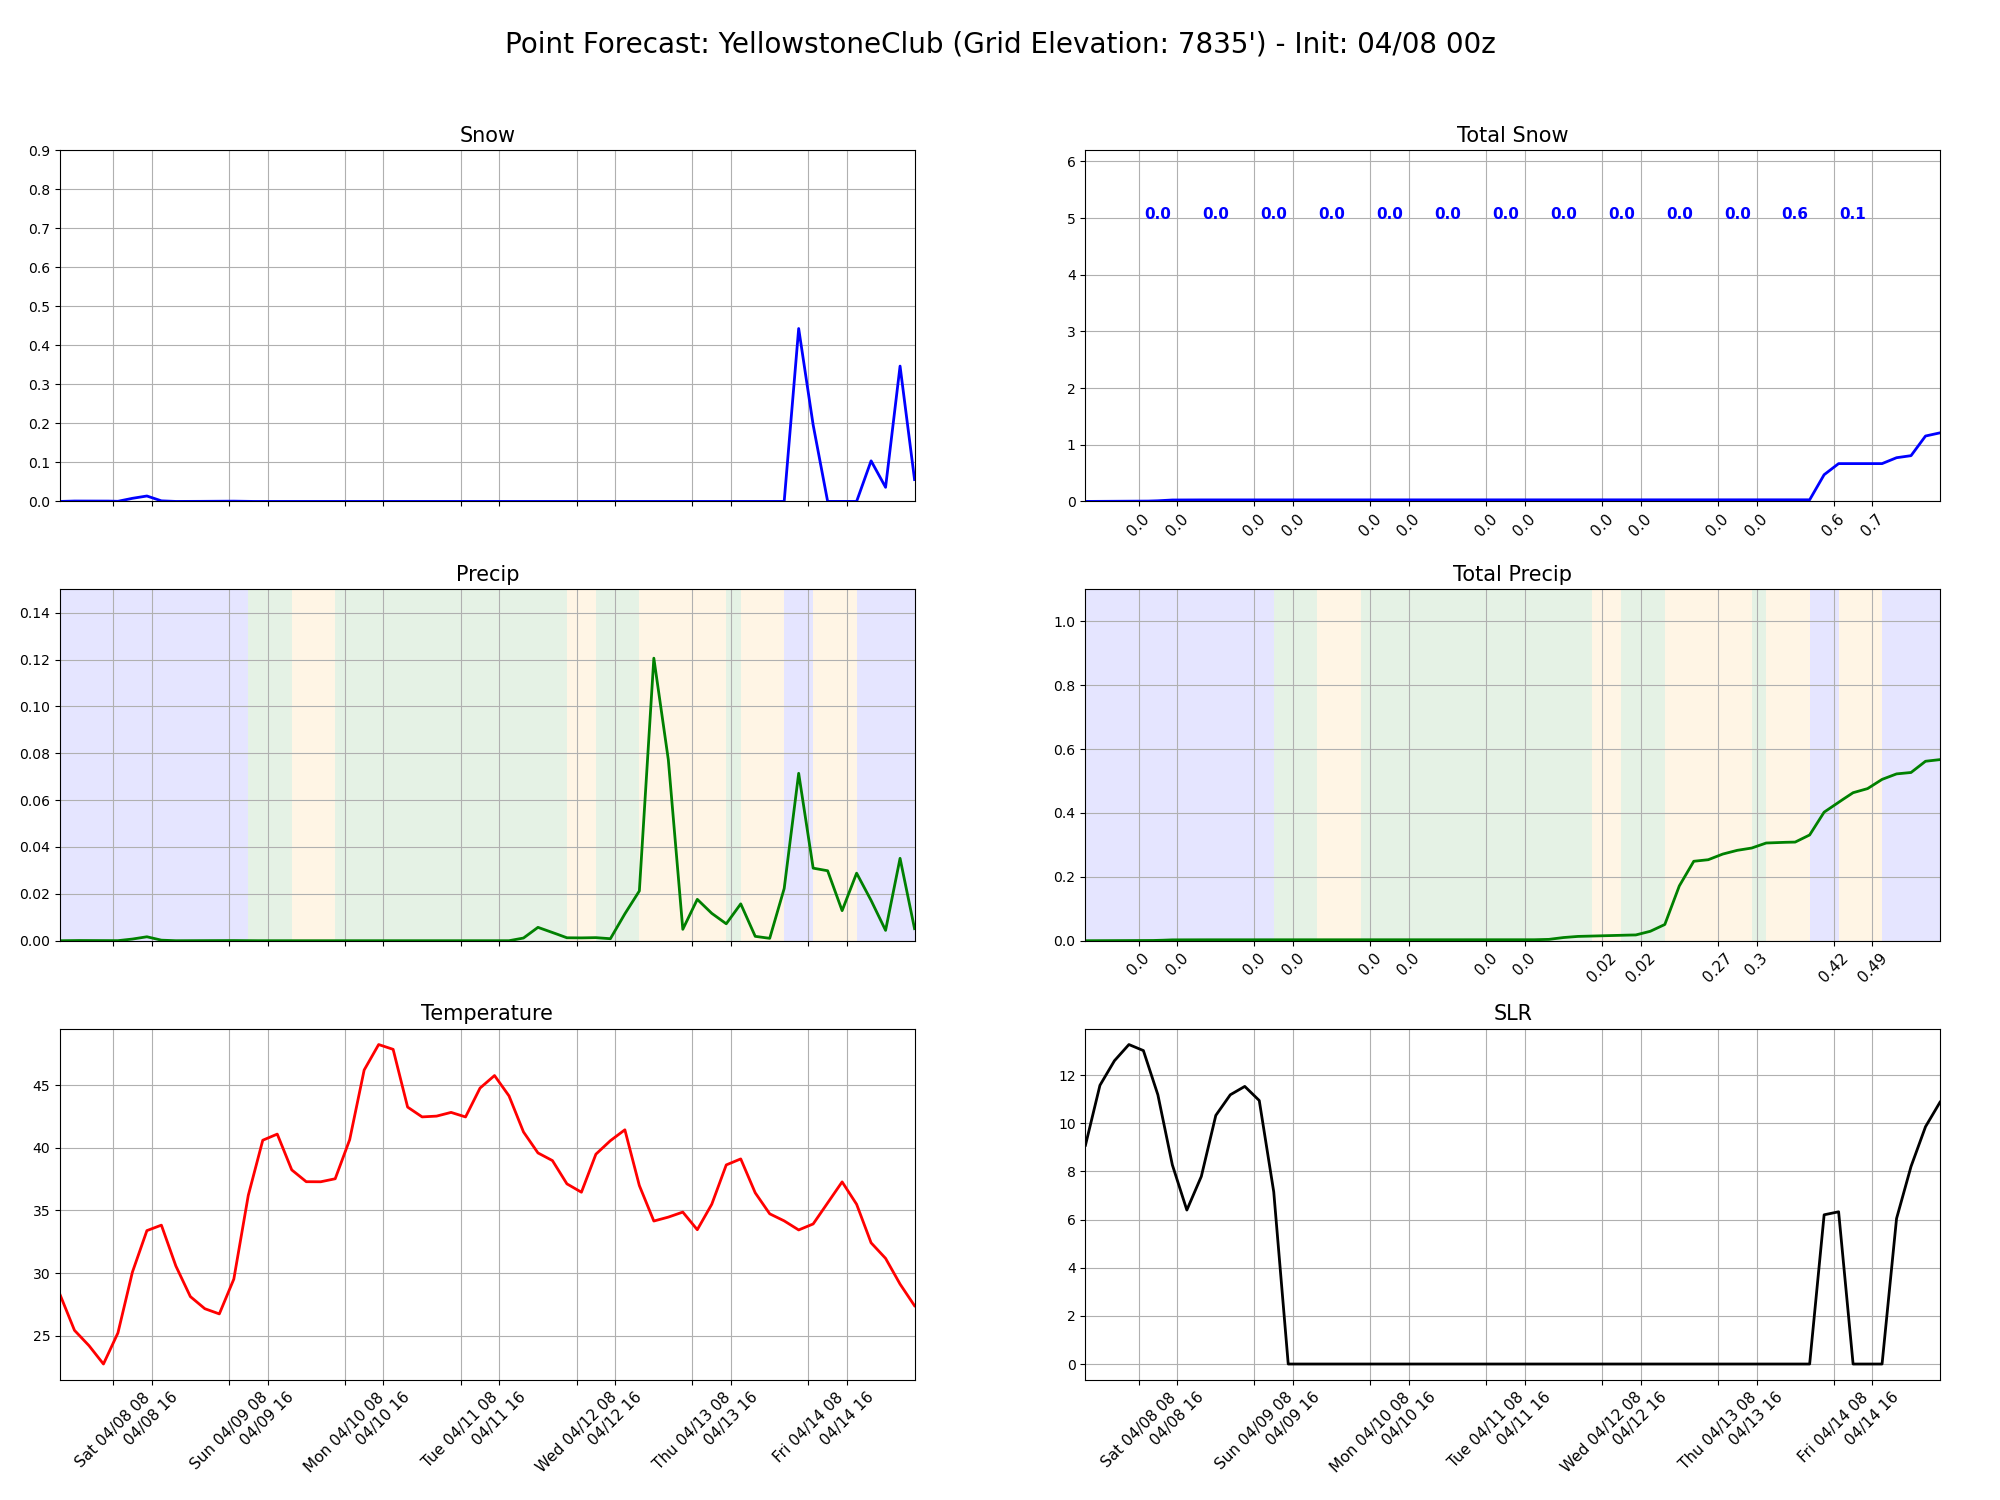 Point Forecast: YellowstoneClub (Grid Elevation: 7835') - Init: 04/08 00z
Snow
0.9
0.8
0.7
0.6
0.5
0.4
0.3
0.2
0.1
0.0
Total Snow
6
5
4
3
2
1
0
0.0 0.0 0.0 0.0 0.0 0.0 0.0 0.0 0.0 0.0 0.0 0.6 0.1
0.0 0.0 0.0 0.0 0.0 0.0 0.0 0.0 0.0 0.0 0.0 0.0 0.6 0.7
Precip
0.14
0.12
0.10
0.08
0.06
0.04
0.02
0.00
Total Precip
1.0
0.8
0.6
0.4
0.2
0.0
0.0 0.0 0.0 0.0 0.0 0.0 0.0 0.0 0.02 0.02 0.27 0.3 0.42 0.49
Temperature
45
40
35
30
25
Sat 04/08 08
04/08 16
Sun 04/09 08
04/09 16
Mon 04/10 08
04/10 16
Tue 04/11 08
04/11 16
Wed 04/12 08
04/12 16
Thu 04/13 08
04/13 16
Fri 04/14 08
04/14 16
SLR
12
10
8
6
4
2
0
Sat 04/08 08
04/08 16
Sun 04/09 08
04/09 16
Mon 04/10 08
04/10 16
Tue 04/11 08
04/11 16
Wed 04/12 08
04/12 16
Thu 04/13 08
04/13 16
Fri 04/14 08
04/14 16